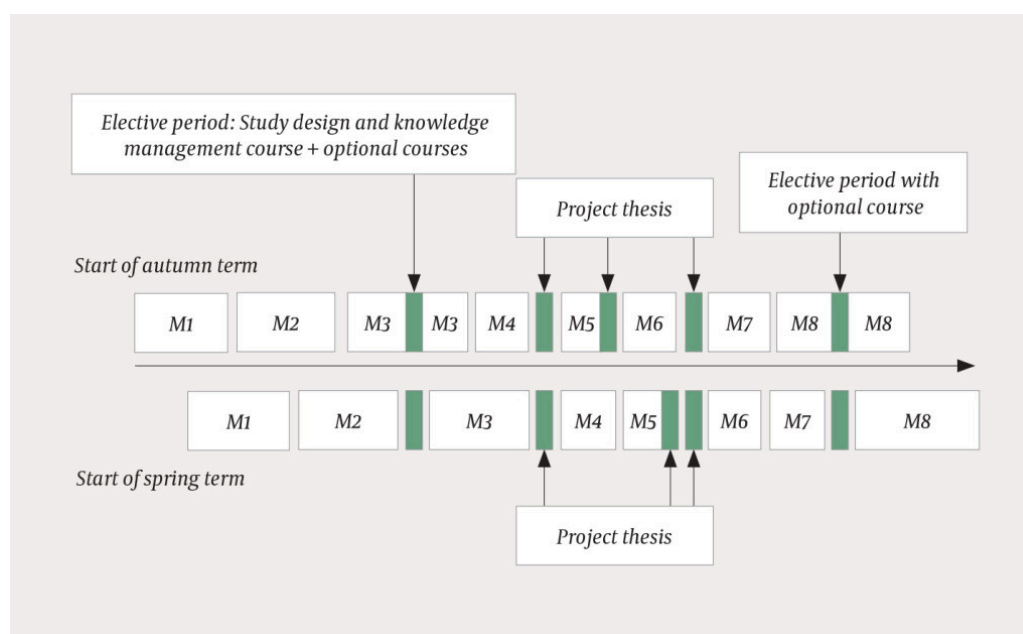 Elective period: Study design and knowledge
management course + optional courses
Project thesis
Elective period with
optional course
Start of autumn term
M1 M2 M3 M3 M4 M5 M6 M7 M8 M8
M1 M2 M3 M4 M5 M6 M7 M8
Start of spring term
Project thesis